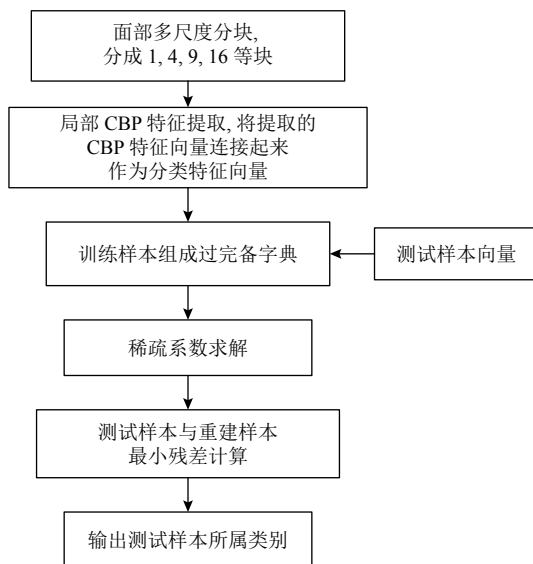 面部多尺度分块,
分成 1, 4, 9, 16 等块
局部 CBP 特征提取, 将提取的
CBP 特征向量连接起来
作为分类特征向量
训练样本组成过完备字典
测试样本向量
稀疏系数求解
测试样本与重建样本
最小残差计算
输出测试样本所属类别